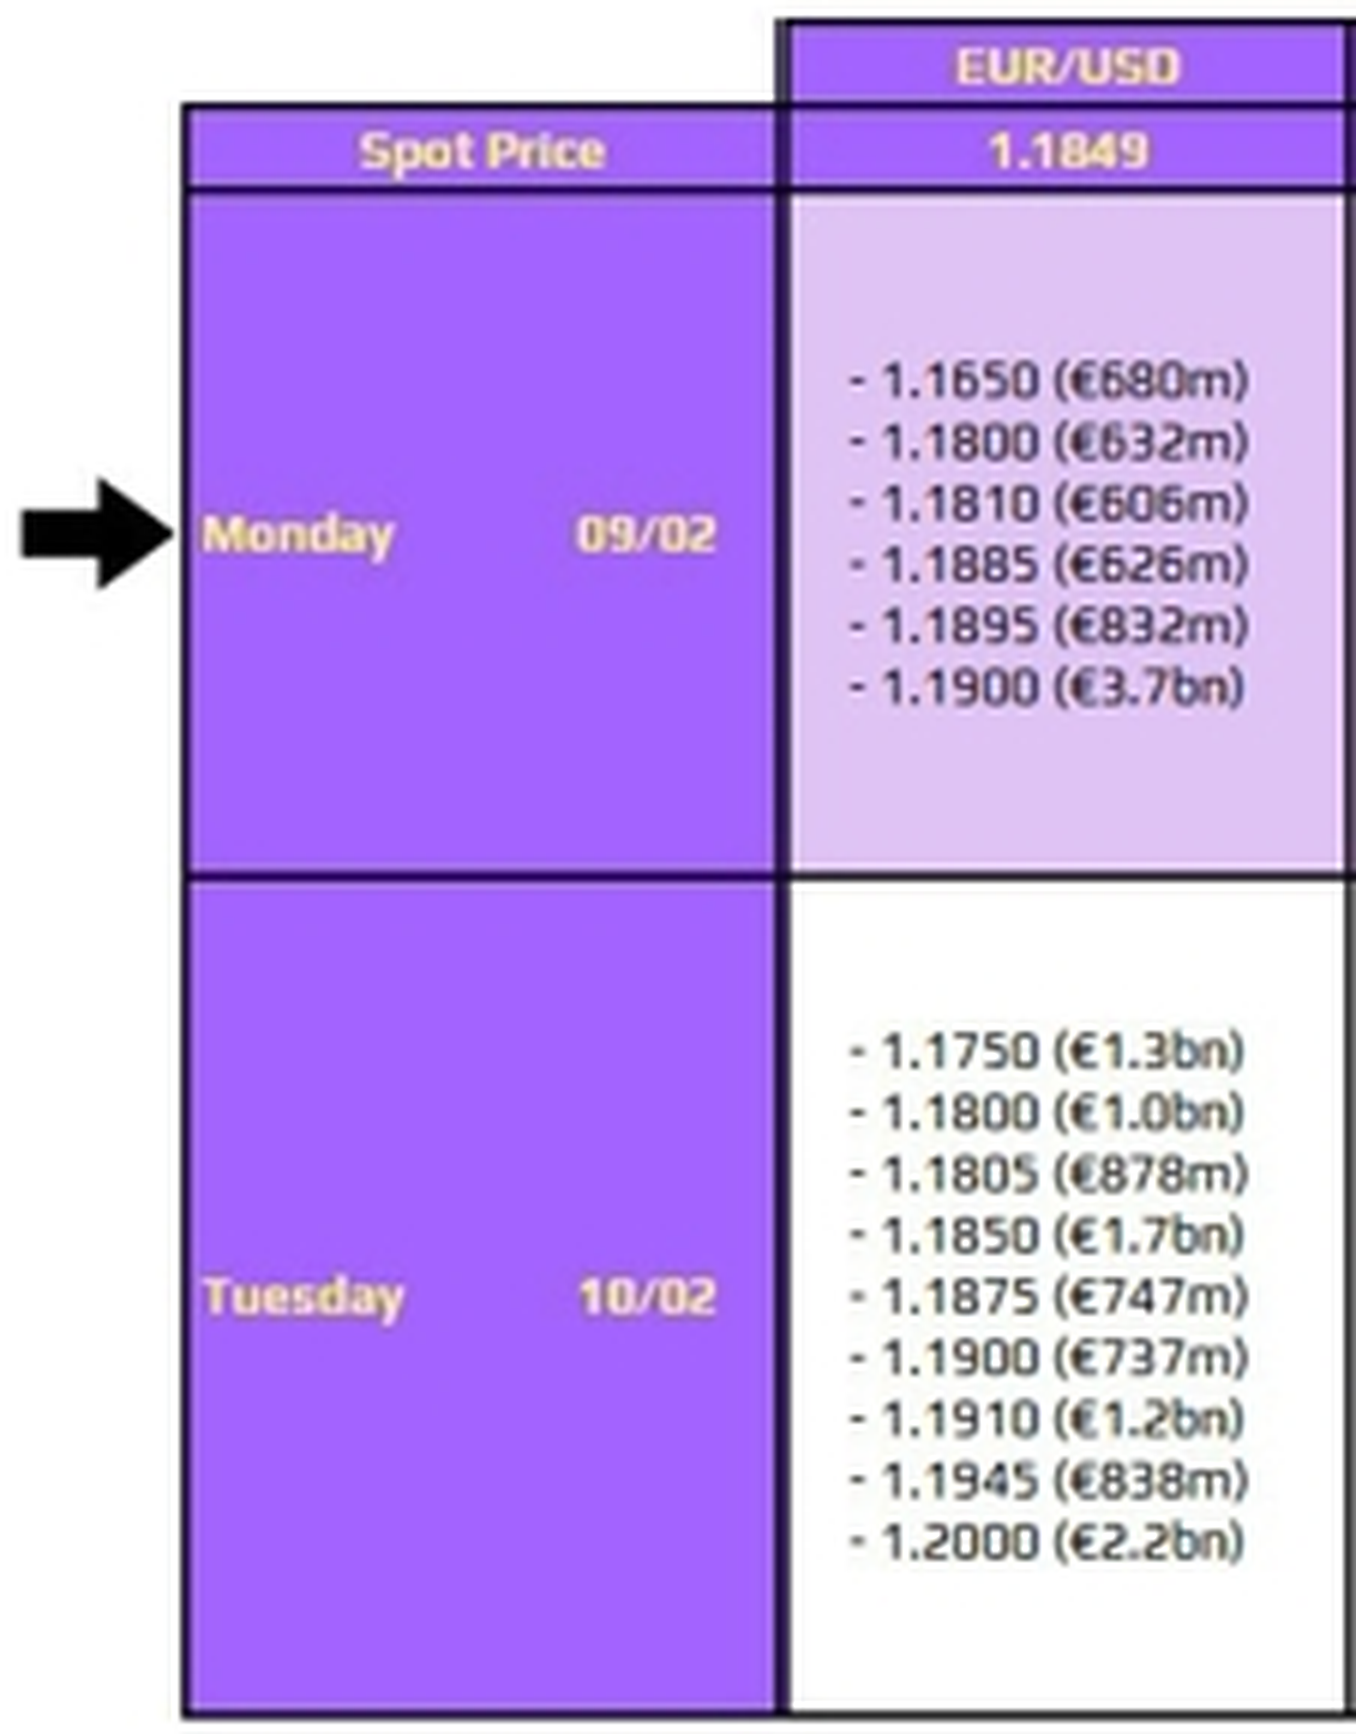 EUR/USD
Spot Price 1.1849
Monday 09/02
- 1.1650 (€680m)
- 1.1800 (€632m)
- 1.1810 (€606m)
- 1.1885 (€626m)
- 1.1895 (€832m)
- 1.1900 (€3.7bn)
Tuesday 10/02
- 1.1750 (€1.3bn)
- 1.1800 (€1.0bn)
- 1.1805 (€878m)
- 1.1850 (€1.7bn)
- 1.1875 (€747m)
- 1.1900 (€737m)
- 1.1910 (€1.2bn)
- 1.1945 (€838m)
- 1.2000 (€2.2bn)